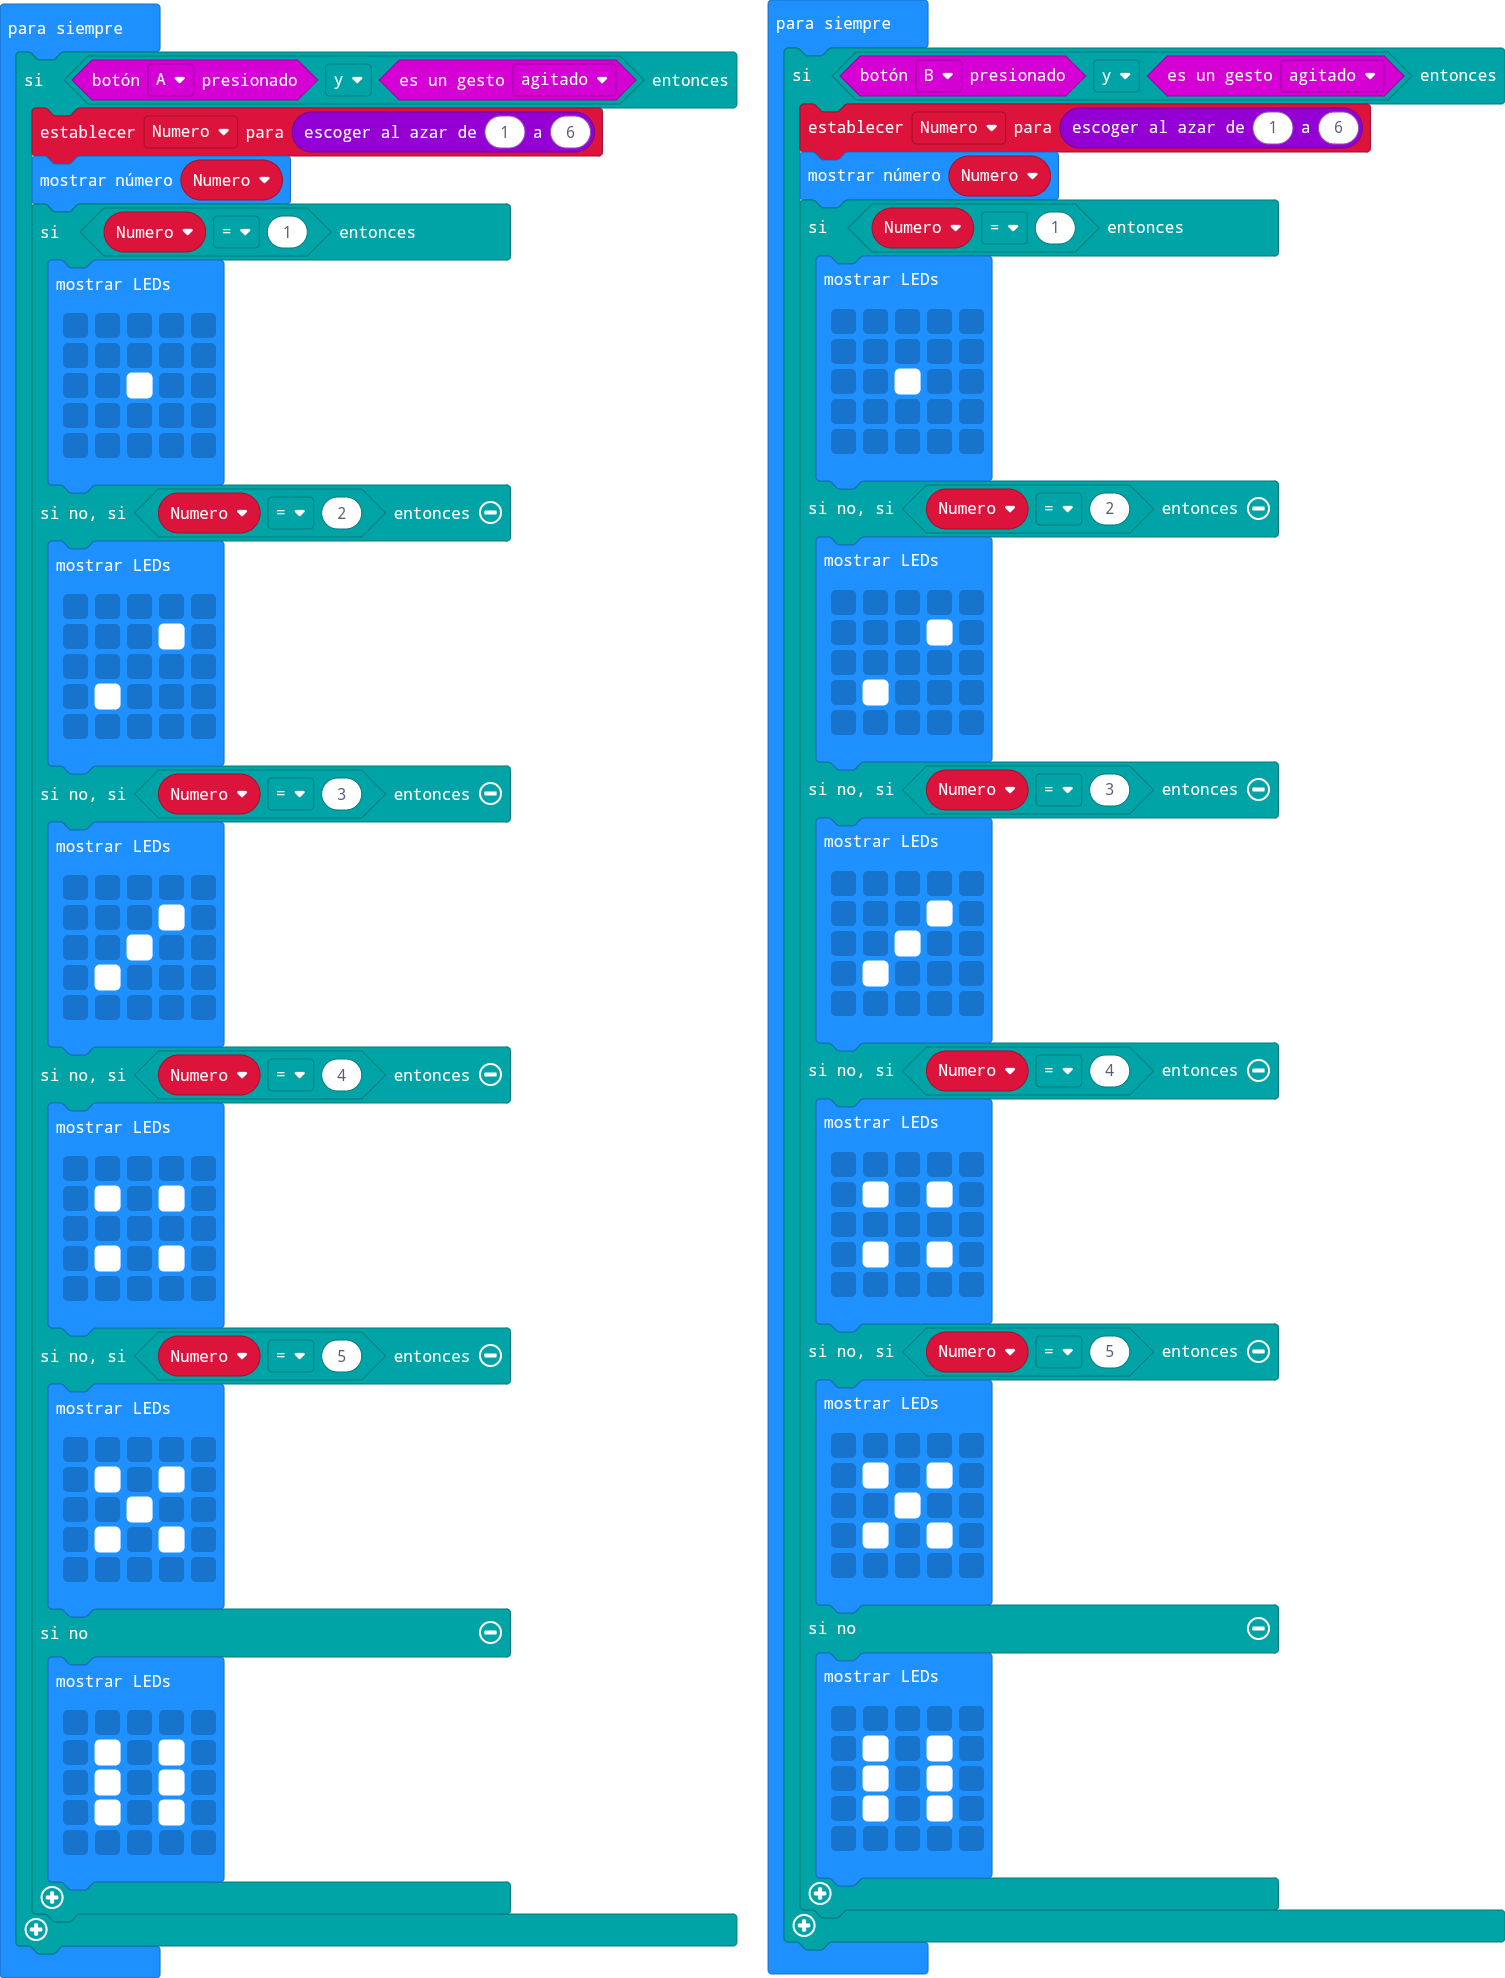 para siempre
si botón A presionado y es un gesto agitado entonces
establecer Numero para escoger al azar de 1 a 6
mostrar número Numero
si Numero = 1 entonces
mostrar LEDs
si no, si Numero = 2 entonces
mostrar LEDs
si no, si Numero = 3 entonces
mostrar LEDs
si no, si Numero = 4 entonces
mostrar LEDs
si no, si Numero = 5 entonces
mostrar LEDs
si no
mostrar LEDs
para siempre
si botón B presionado y es un gesto agitado entonces
establecer Numero para escoger al azar de 1 a 6
mostrar número Numero
si Numero = 1 entonces
mostrar LEDs
si no, si Numero = 2 entonces
mostrar LEDs
si no, si Numero = 3 entonces
mostrar LEDs
si no, si Numero = 4 entonces
mostrar LEDs
si no, si Numero = 5 entonces
mostrar LEDs
si no
mostrar LEDs